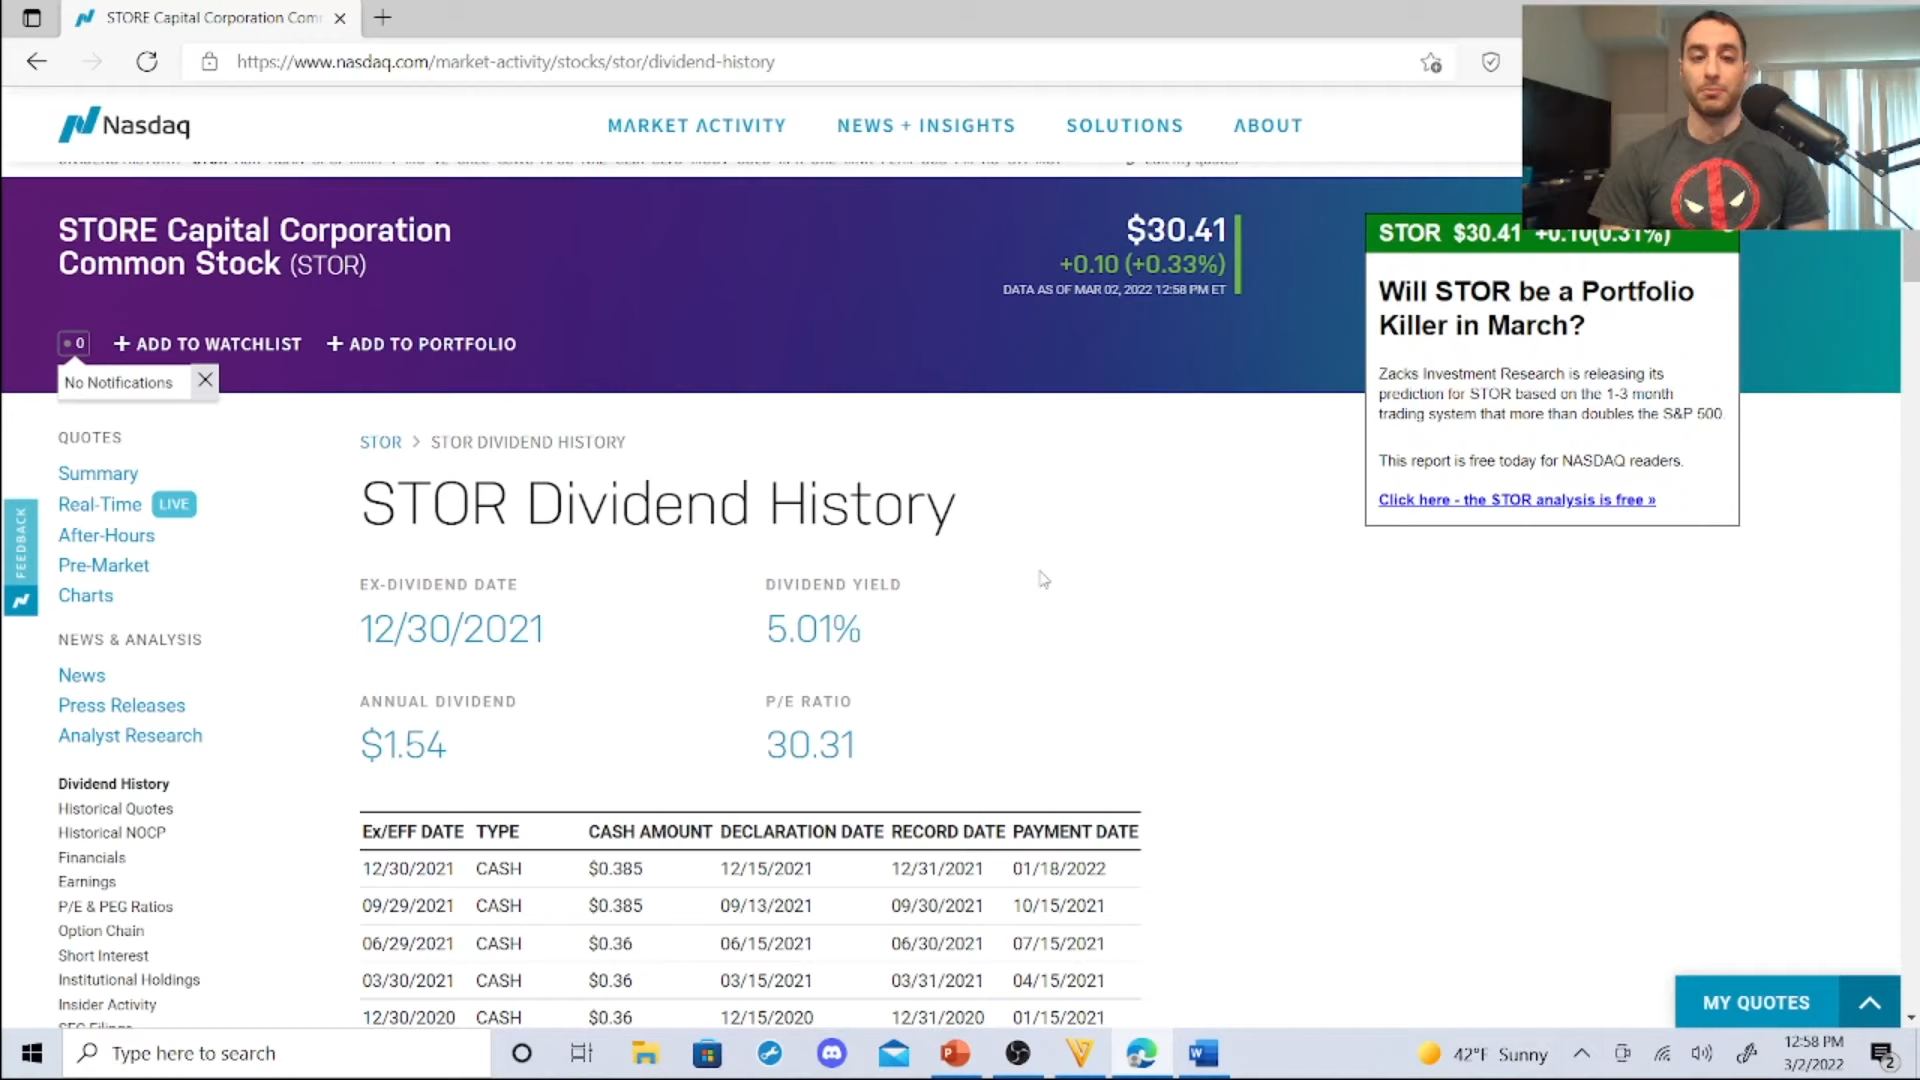 STORE Capital Corporation Com
https://www.nasdaq.com/market-activity/stocks/stor/dividend-history
Nasdaq
MARKET ACTIVITY NEWS + INSIGHTS SOLUTIONS ABOUT
STORE Capital Corporation
Common Stock (STOR)
$30.41
+0.10 (+0.33%)
DATA AS OF MAR 02, 2022 12:58 PM ET
0 + ADD TO WATCHLIST + ADD TO PORTFOLIO
No Notifications
STOR $30.41 +0.10(0.31%)
Will STOR be a Portfolio
Killer in March?
Zacks Investment Research is releasing its
prediction for STOR based on the 1-3 month
trading system that more than doubles the S&P 500.
This report is free today for NASDAQ readers.
Click here - the STOR analysis is free »
FEEDBACK
QUOTES
Summary
Real-Time LIVE
After-Hours
Pre-Market
Charts
NEWS & ANALYSIS
News
Press Releases
Analyst Research
Dividend History
Historical Quotes
Historical NOCP
Financials
Earnings
P/E & PEG Ratios
Option Chain
Short Interest
Institutional Holdings
Insider Activity
SEC Filings
STOR > STOR DIVIDEND HISTORY
STOR Dividend History
EX-DIVIDEND DATE DIVIDEND YIELD
12/30/2021 5.01%
ANNUAL DIVIDEND P/E RATIO
$1.54 30.31
Ex/EFF DATE TYPE CASH AMOUNT DECLARATION DATE RECORD DATE PAYMENT DATE
12/30/2021 CASH $0.385 12/15/2021 12/31/2021 01/18/2022
09/29/2021 CASH $0.385 09/13/2021 09/30/2021 10/15/2021
06/29/2021 CASH $0.36 06/15/2021 06/30/2021 07/15/2021
03/30/2021 CASH $0.36 03/15/2021 03/31/2021 04/15/2021
12/30/2020 CASH $0.36 12/15/2020 12/31/2020 01/15/2021
MY QUOTES
Type here to search
42°F Sunny
12:58 PM
3/2/2022
2